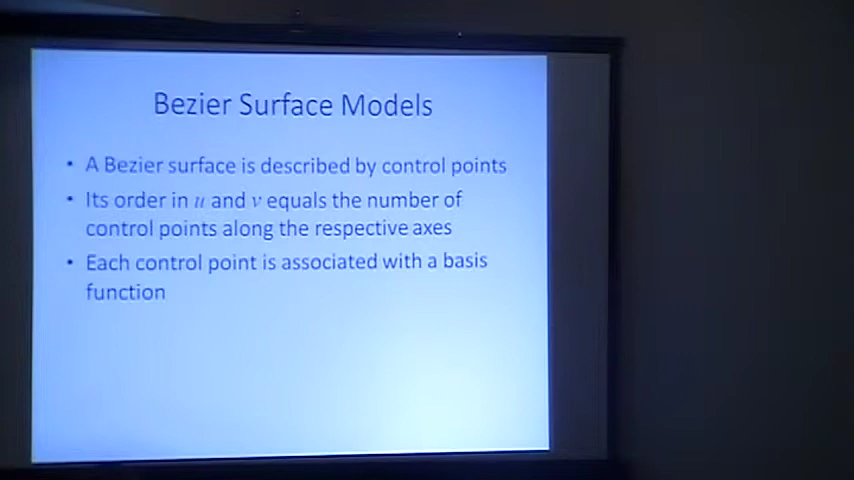 Bezier Surface Models
• A Bezier surface is described by control points
• Its order in u and v equals the number of
control points along the respective axes
• Each control point is associated with a basis
function